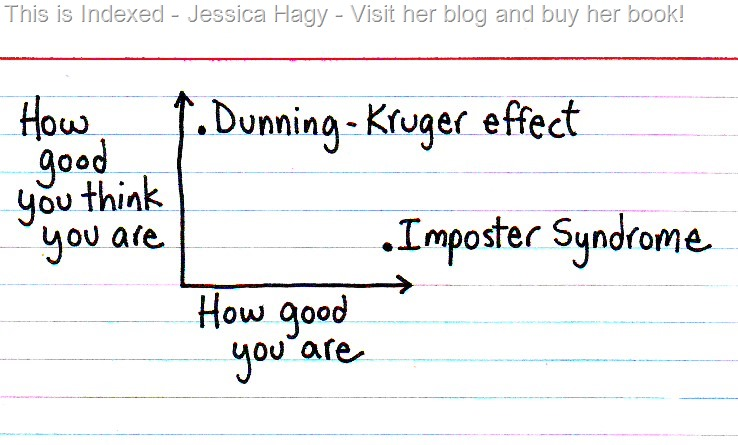 This is Indexed - Jessica Hagy - Visit her blog and buy her book!
How
good
you think
you are
.Dunning-Kruger effect
.Imposter Syndrome
How good
you are